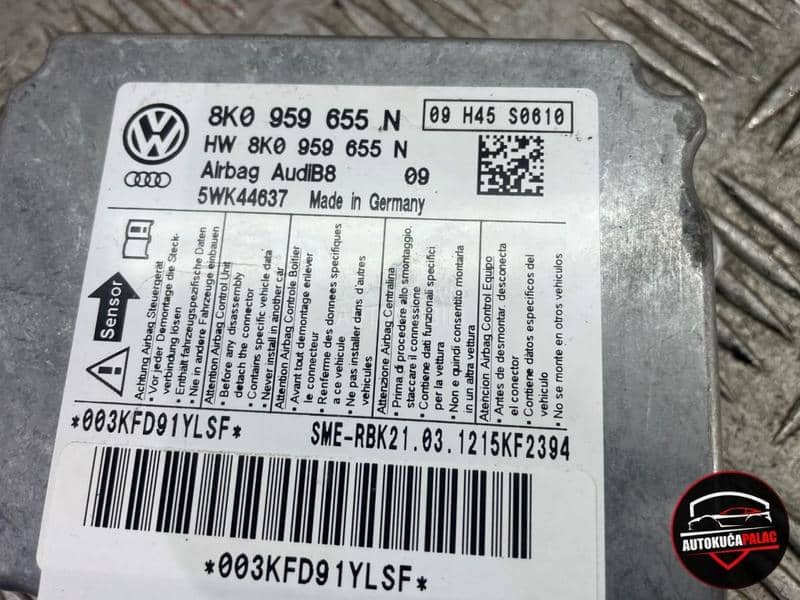 8K0 959 655 N
09 H45 S0610
HW 8K0 959 655 N
Airbag AudiB8 09
5WK44637 Made in Germany
Sensor
Achtung Airbag Steuergerät
• Vor jeder Demontage die Steck-
verbindung lösen
• Enthält fahrzeugspezifische Daten
• Nie in andere Fahrzeuge einbauen
Attention Airbag Control Unit
• Before any disassembly
detach the connector
• Contains specific vehicle data
• Never install in another car
Attention Airbag Controle Boitier
• Avant tout demontage enlever
le connecteur
• Renferme des donnees specifiques
a ce vehicule
• Ne pas installer dans d'autres
vehicules
Attenzione Airbag Centralina
• Prima di procedere allo smontaggio,
staccare il connessione
• Contiene dati funzionali specifici
per la vettura
• Non e quindi consentito montarla
in un altra vettura
Atencion Airbag Control Equipo
• Antes de desmontar, desconecta
el conector
• Contiene datos especificos del
vehiculo
• No se monte en otros vehiculos
*003KFD91YLSF*
SME-RBK21.03.1215KF2394
*003KFD91YLSF*
AUTOKUĆAPALAC